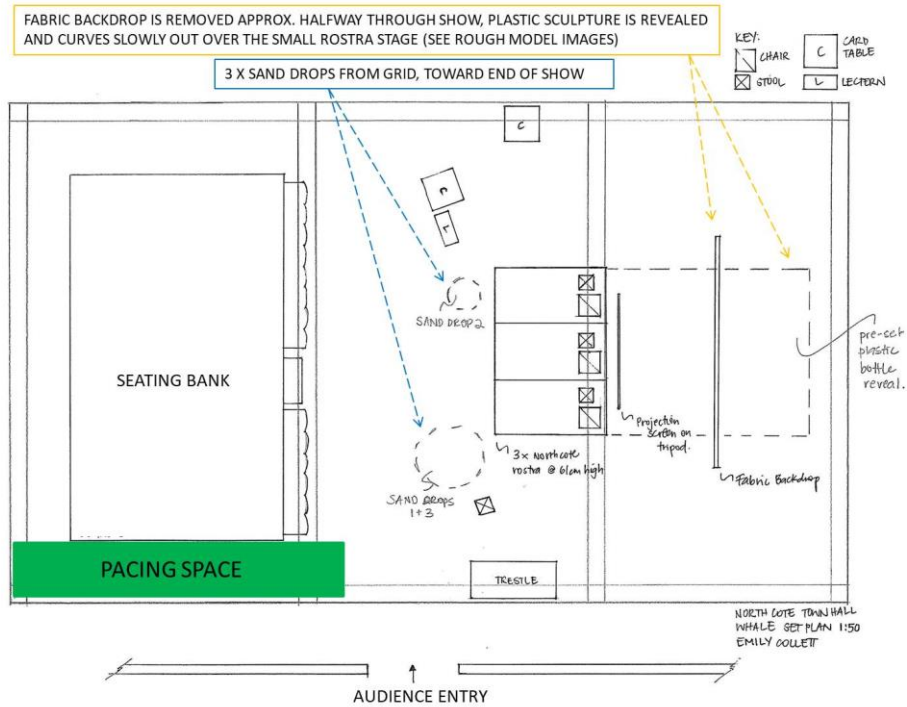 FABRIC BACKDROP IS REMOVED APPROX. HALFWAY THROUGH SHOW, PLASTIC SCULPTURE IS REVEALED
AND CURVES SLOWLY OUT OVER THE SMALL ROSTRA STAGE (SEE ROUGH MODEL IMAGES)
3 X SAND DROPS FROM GRID, TOWARD END OF SHOW
KEY:
CHAIR
STOOL
C
CARD
TABLE
L
LECTERN
C
C
L
SAND DROP 2
SEATING BANK
pre-set
plastic
bottle
reveal.
Projection
screen on
tripod.
3x Northcote
rostra @ 61cm high
Fabric Backdrop
SAND DROPS
1+3
PACING SPACE
TRESTLE
NORTHCOTE TOWN HALL
WHALE SET PLAN 1:50
EMILY COLLETT
AUDIENCE ENTRY